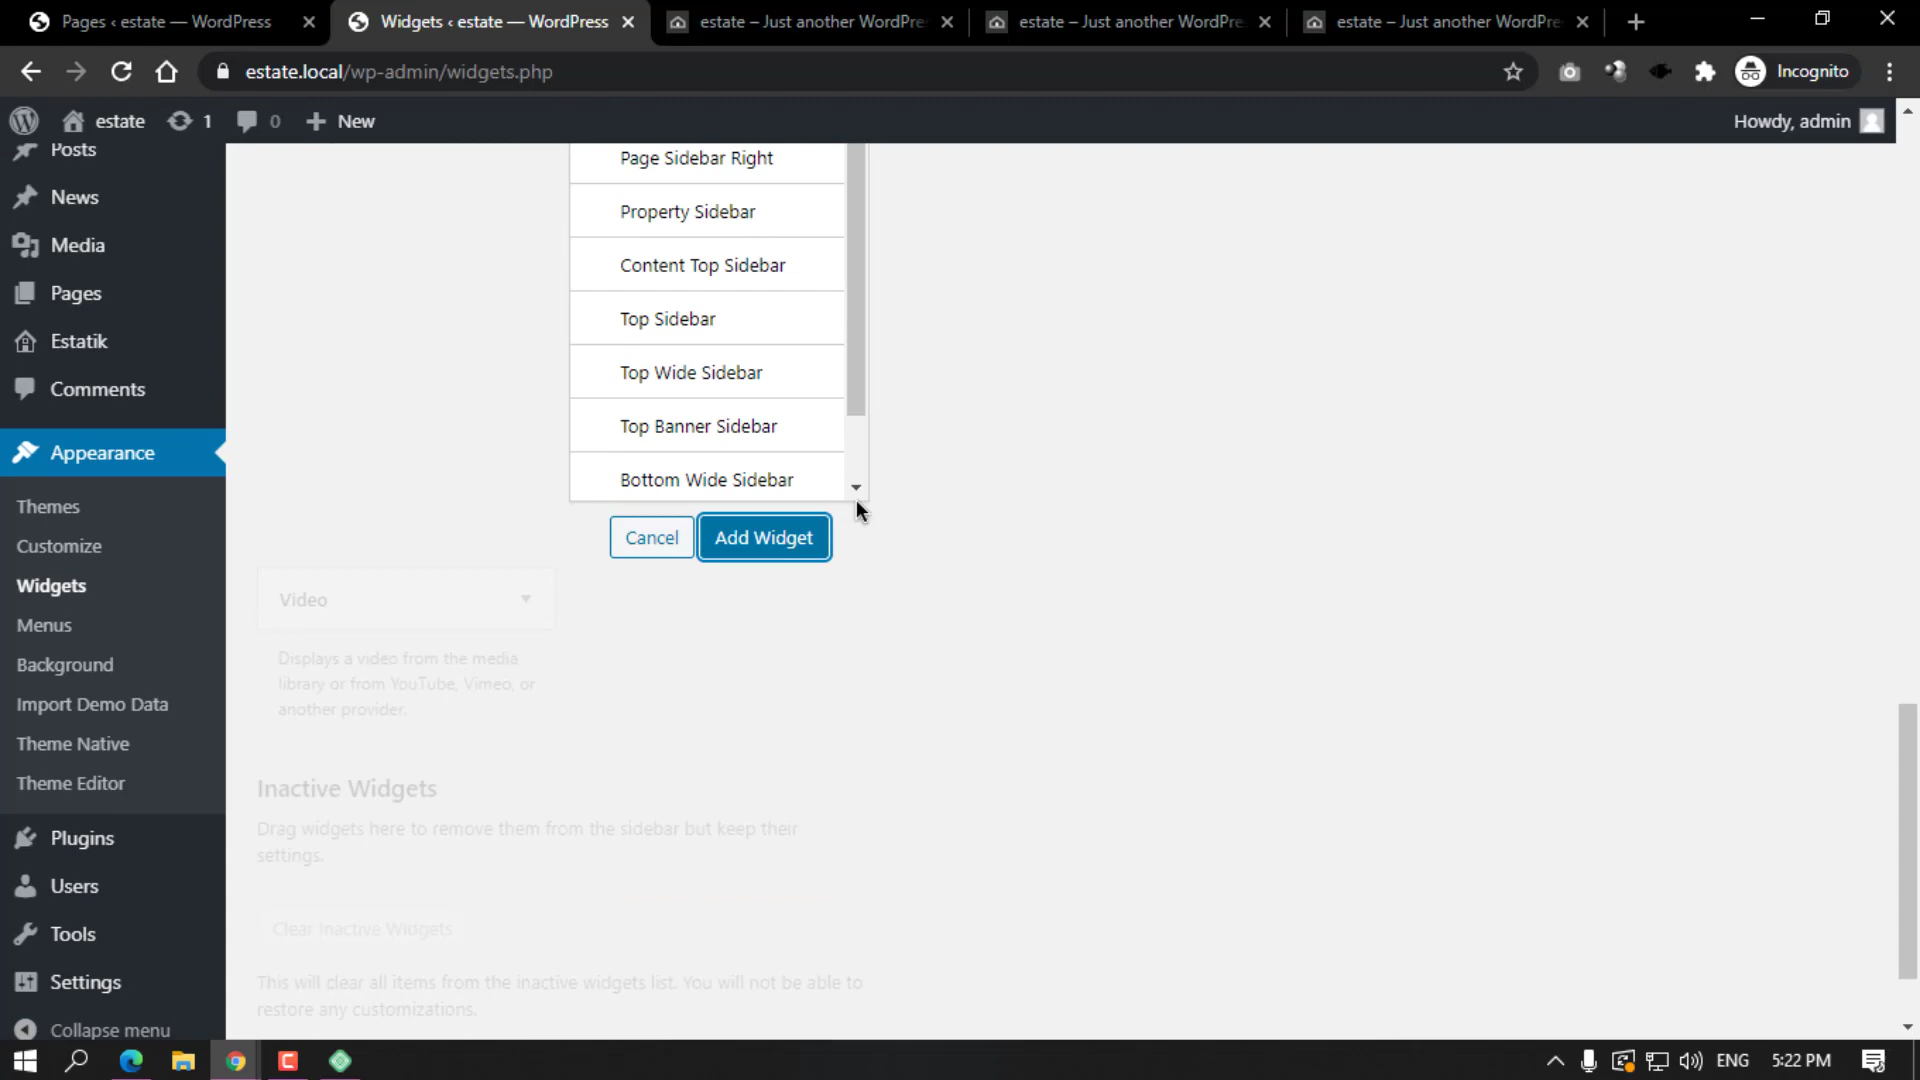 Pages ‹ estate — WordPress
Widgets ‹ estate — WordPress
estate – Just another WordPre
estate – Just another WordPre
estate – Just another WordPre
estate.local/wp-admin/widgets.php
Incognito
estate
1
0
New
Howdy, admin
Posts
News
Media
Pages
Estatik
Comments
Appearance
Themes
Customize
Widgets
Menus
Background
Import Demo Data
Theme Native
Theme Editor
Plugins
Users
Tools
Settings
Collapse menu
Page Sidebar Right
Property Sidebar
Content Top Sidebar
Top Sidebar
Top Wide Sidebar
Top Banner Sidebar
Bottom Wide Sidebar
Cancel
Add Widget
Video
Displays a video from the media
library or from YouTube, Vimeo, or
another provider.
Inactive Widgets
Drag widgets here to remove them from the sidebar but keep their
settings.
Clear Inactive Widgets
This will clear all items from the inactive widgets list. You will not be able to
restore any customizations.
ENG
5:22 PM